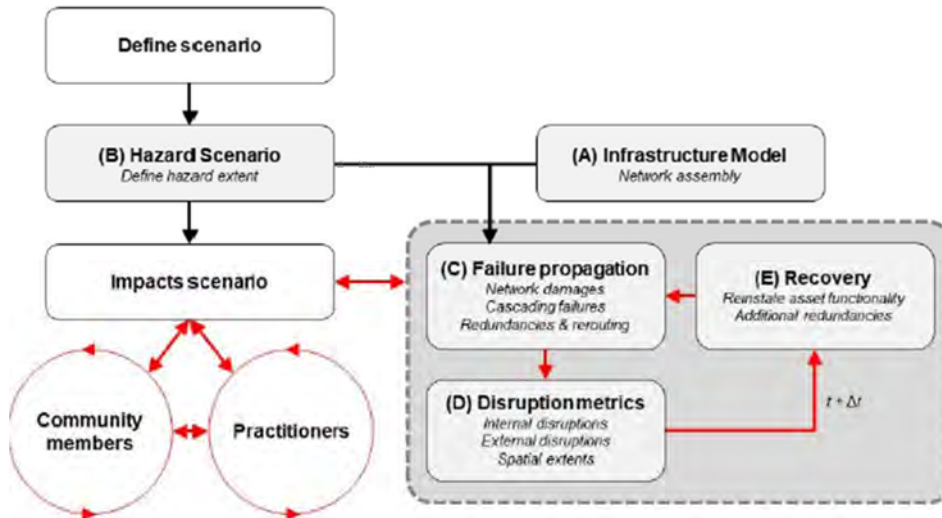 Define scenario
(B) Hazard Scenario
Define hazard extent
(A) Infrastructure Model
Network assembly
Impacts scenario
(C) Failure propagation
Network damages
Cascading failures
Redundancies & rerouting
(E) Recovery
Reinstate asset functionality
Additional redundancies
(D) Disruption metrics
Internal disruptions
External disruptions
Spatial extents
t + Δt
Community
members
Practitioners